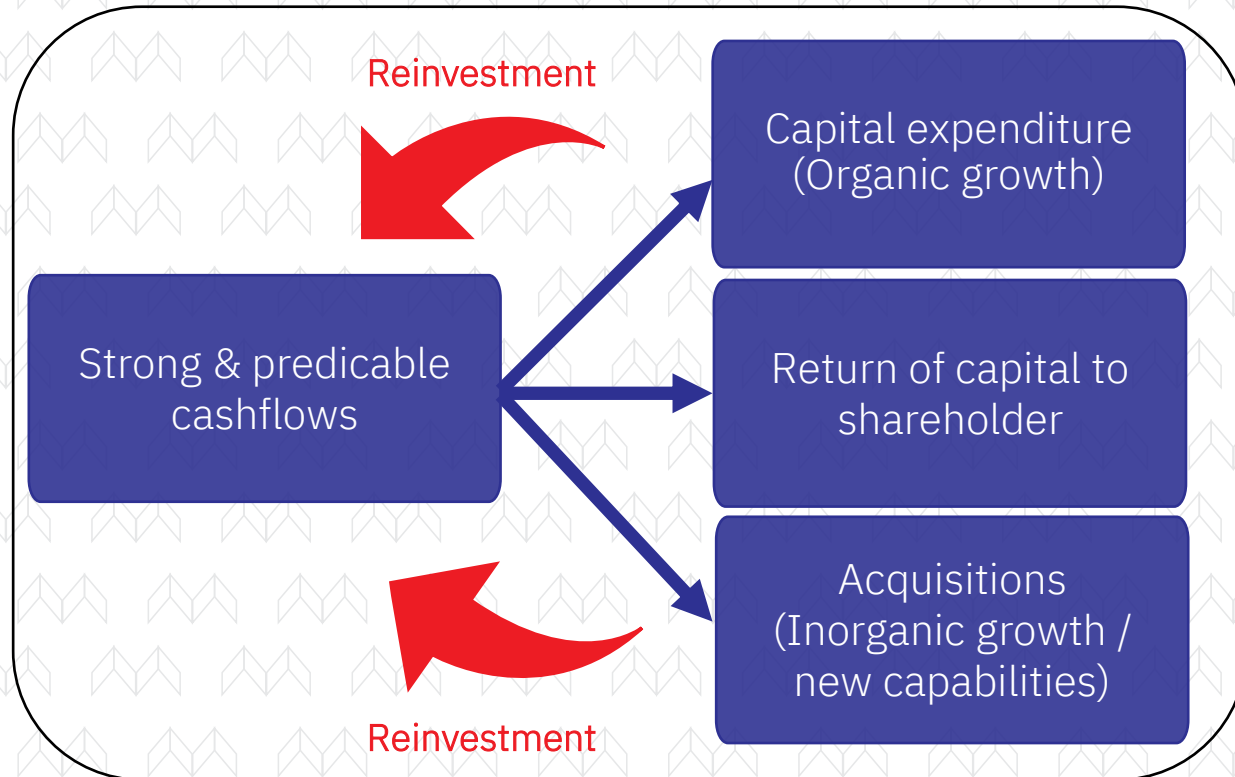 Reinvestment
Capital expenditure
(Organic growth)
Strong & predicable
cashflows
Return of capital to
shareholder
Acquisitions
(Inorganic growth /
new capabilities)
Reinvestment